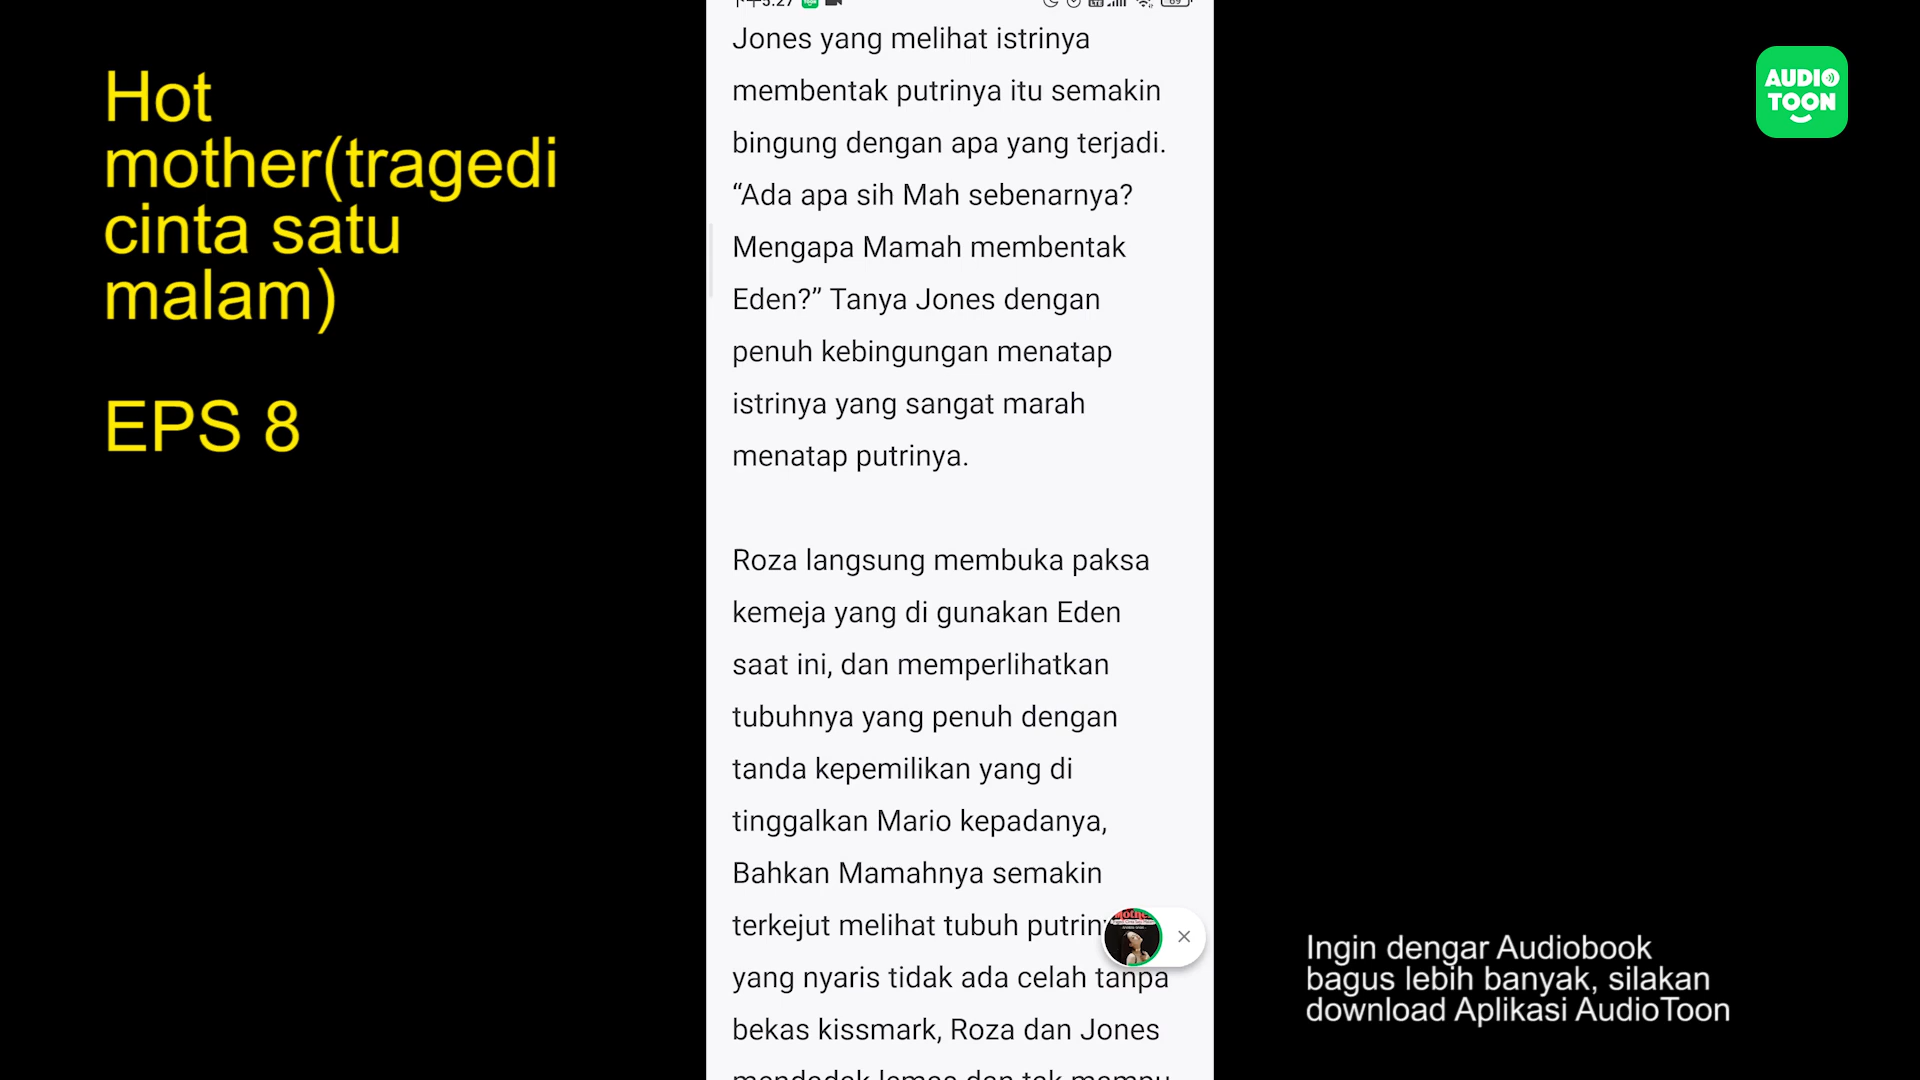 Hot
mother(tragedi
cinta satu
malam)
EPS 8
Jones yang melihat istrinya
membentak putrinya itu semakin
bingung dengan apa yang terjadi.
“Ada apa sih Mah sebenarnya?
Mengapa Mamah membentak
Eden?” Tanya Jones dengan
penuh kebingungan menatap
istrinya yang sangat marah
menatap putrinya.
Roza langsung membuka paksa
kemeja yang di gunakan Eden
saat ini, dan memperlihatkan
tubuhnya yang penuh dengan
tanda kepemilikan yang di
tinggalkan Mario kepadanya,
Bahkan Mamahnya semakin
terkejut melihat tubuh
yang nyaris tidak ada celah tanpa
bekas kissmark, Roza dan Jones
AUDIO
TOON
Ingin dengar Audiobook
bagus lebih banyak, silakan
download Aplikasi AudioToon